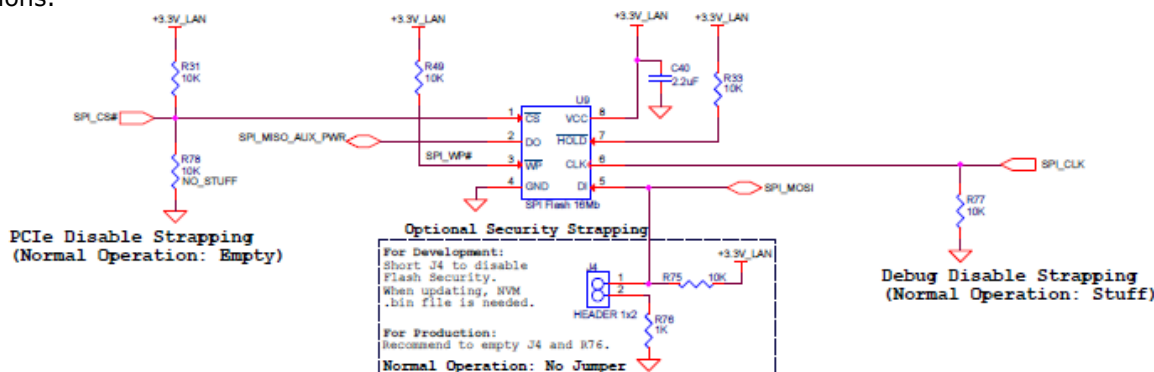 ions:
+3.3V_LAN
+3.3V_LAN
+3.3V_LAN
+3.3V_LAN
R31
10K
R49
10K
C40
2.2uF
R33
10K
U9
SPI_CS#
1
CS
VCC
8
SPI_MISO_AUX_PWR
2
DO
HOLD
7
R78
10K
NO_STUFF
SPI_WP#
3
WP
CLK
6
SPI_CLK
4
GND
DI
5
SPI_MOSI
SPI Flash 16Mb
R77
10K
PCIe Disable Strapping
(Normal Operation: Empty)
Optional Security Strapping
For Development:
Short J4 to disable
Flash Security.
When updating, NVM
.bin file is needed.
For Production:
Recommend to empty J4 and R76.
Normal Operation: No Jumper
J4
1
2
HEADER 1x2
R75
10K
+3.3V_LAN
R76
1K
Debug Disable Strapping
(Normal Operation: Stuff)